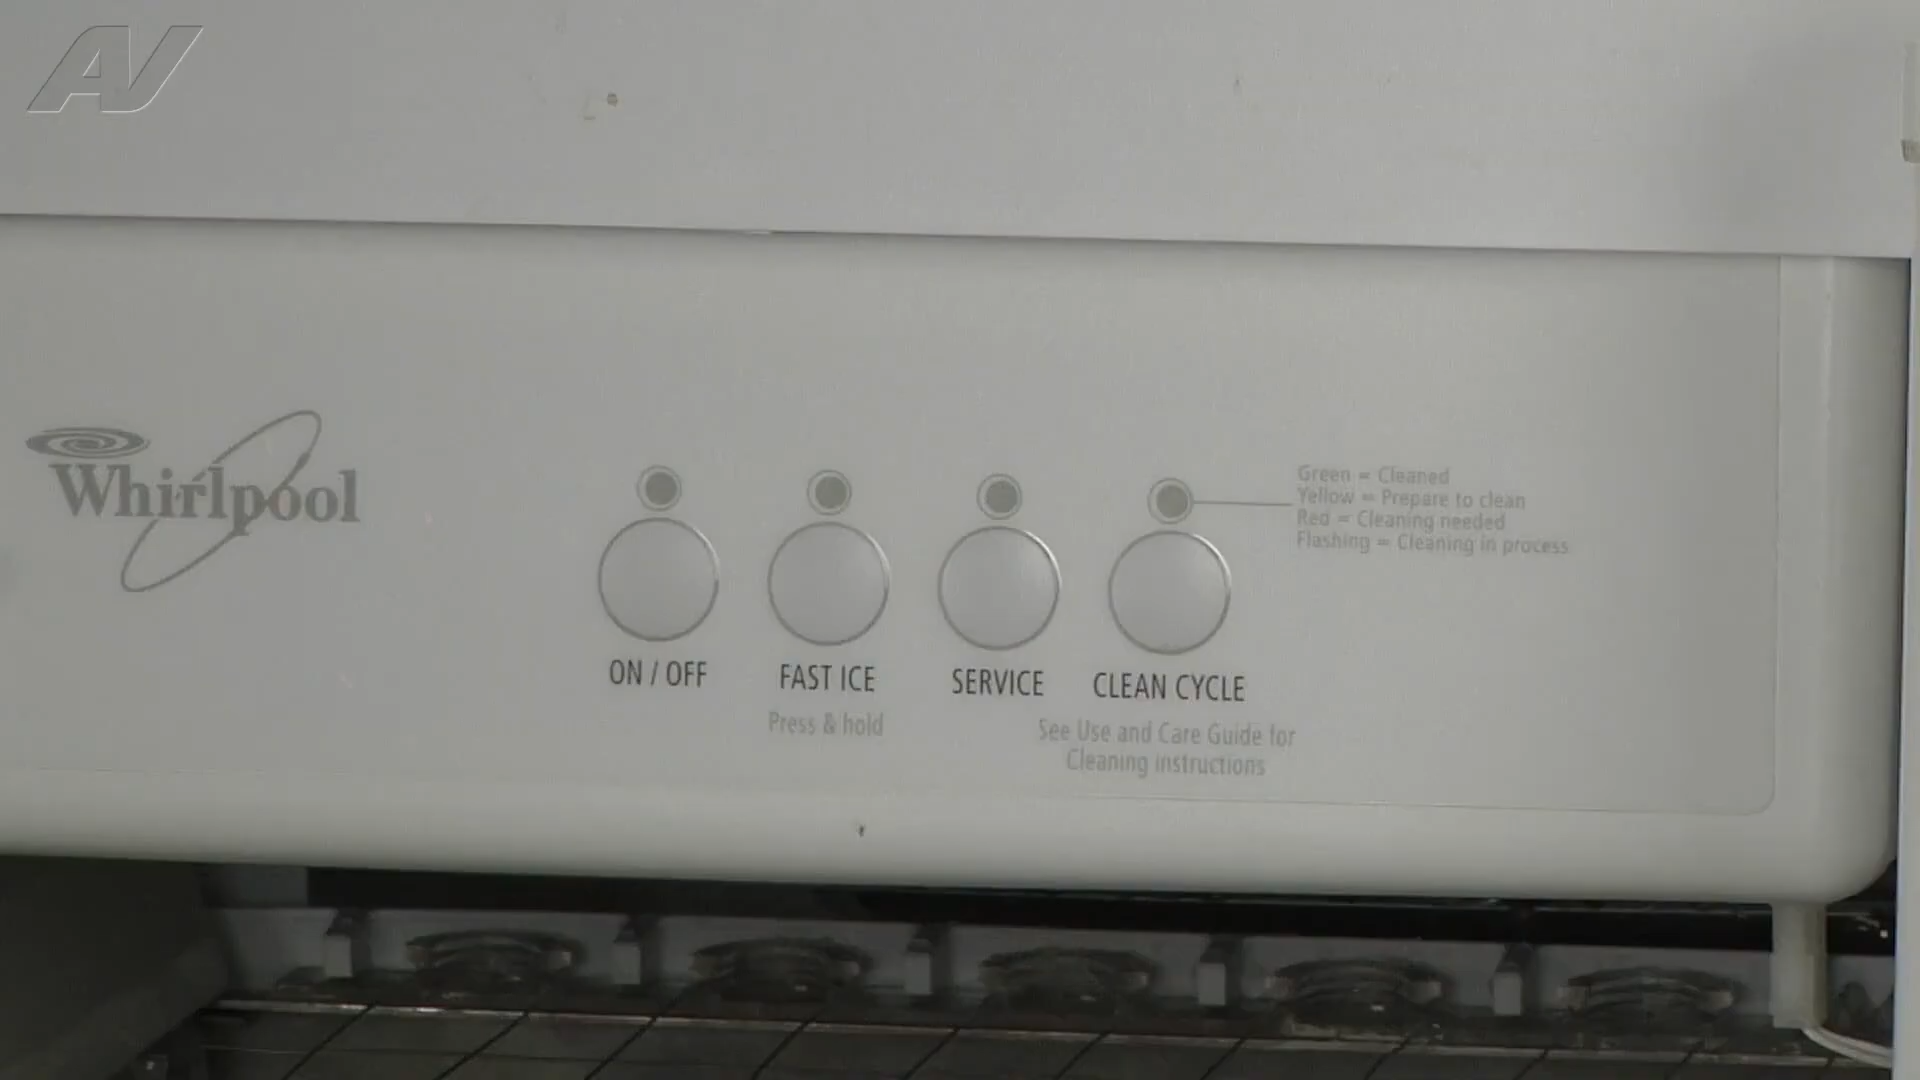 AV
Whirlpool
Green = Cleaned
Yellow = Prepare to clean
Red = Cleaning needed
Flashing = Cleaning in process
ON / OFF
FAST ICE
SERVICE
CLEAN CYCLE
Press & hold
See Use and Care Guide for
Cleaning instructions